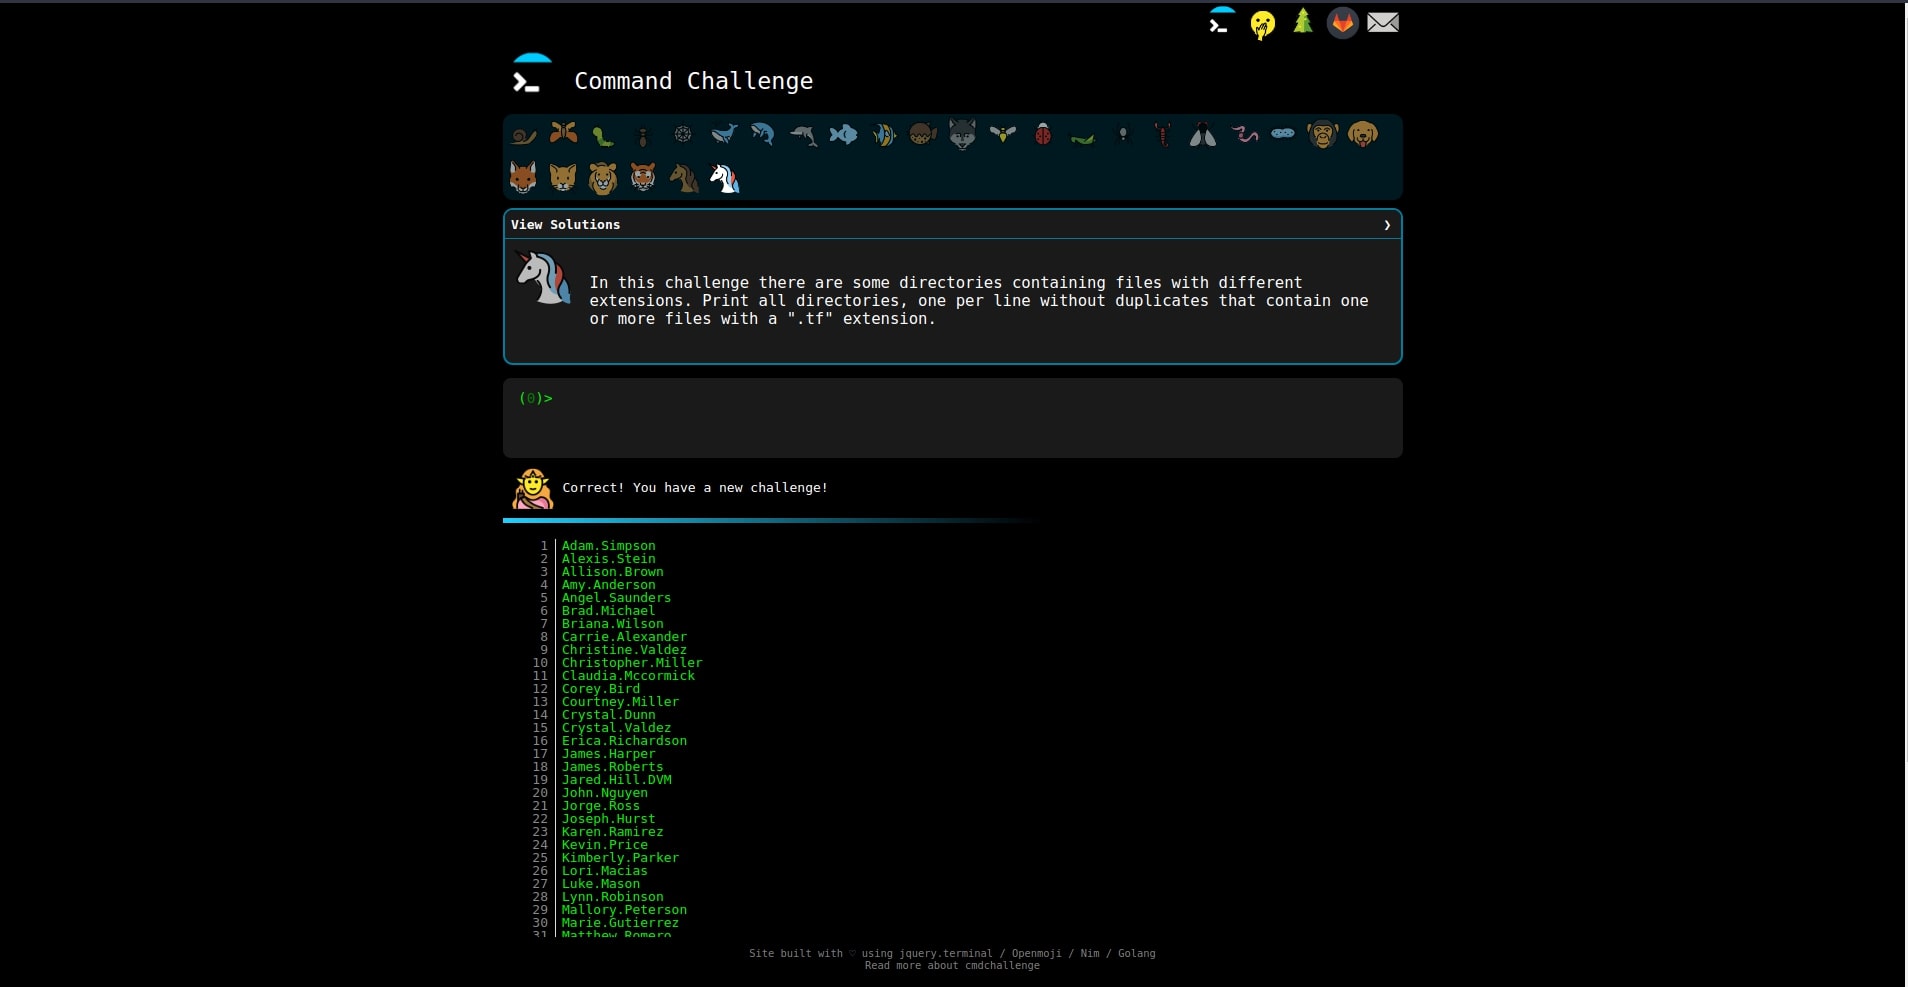 Command Challenge
View Solutions ❯
In this challenge there are some directories containing files with different
extensions. Print all directories, one per line without duplicates that contain one
or more files with a ".tf" extension.
(0)>
Correct! You have a new challenge!
1 Adam.Simpson
2 Alexis.Stein
3 Allison.Brown
4 Amy.Anderson
5 Angel.Saunders
6 Brad.Michael
7 Briana.Wilson
8 Carrie.Alexander
9 Christine.Valdez
10 Christopher.Miller
11 Claudia.Mccormick
12 Corey.Bird
13 Courtney.Miller
14 Crystal.Dunn
15 Crystal.Valdez
16 Erica.Richardson
17 James.Harper
18 James.Roberts
19 Jared.Hill.DVM
20 John.Nguyen
21 Jorge.Ross
22 Joseph.Hurst
23 Karen.Ramirez
24 Kevin.Price
25 Kimberly.Parker
26 Lori.Macias
27 Luke.Mason
28 Lynn.Robinson
29 Mallory.Peterson
30 Marie.Gutierrez
31 Matthew.Romero
Site built with ♡ using jquery.terminal / Openmoji / Nim / Golang
Read more about cmdchallenge